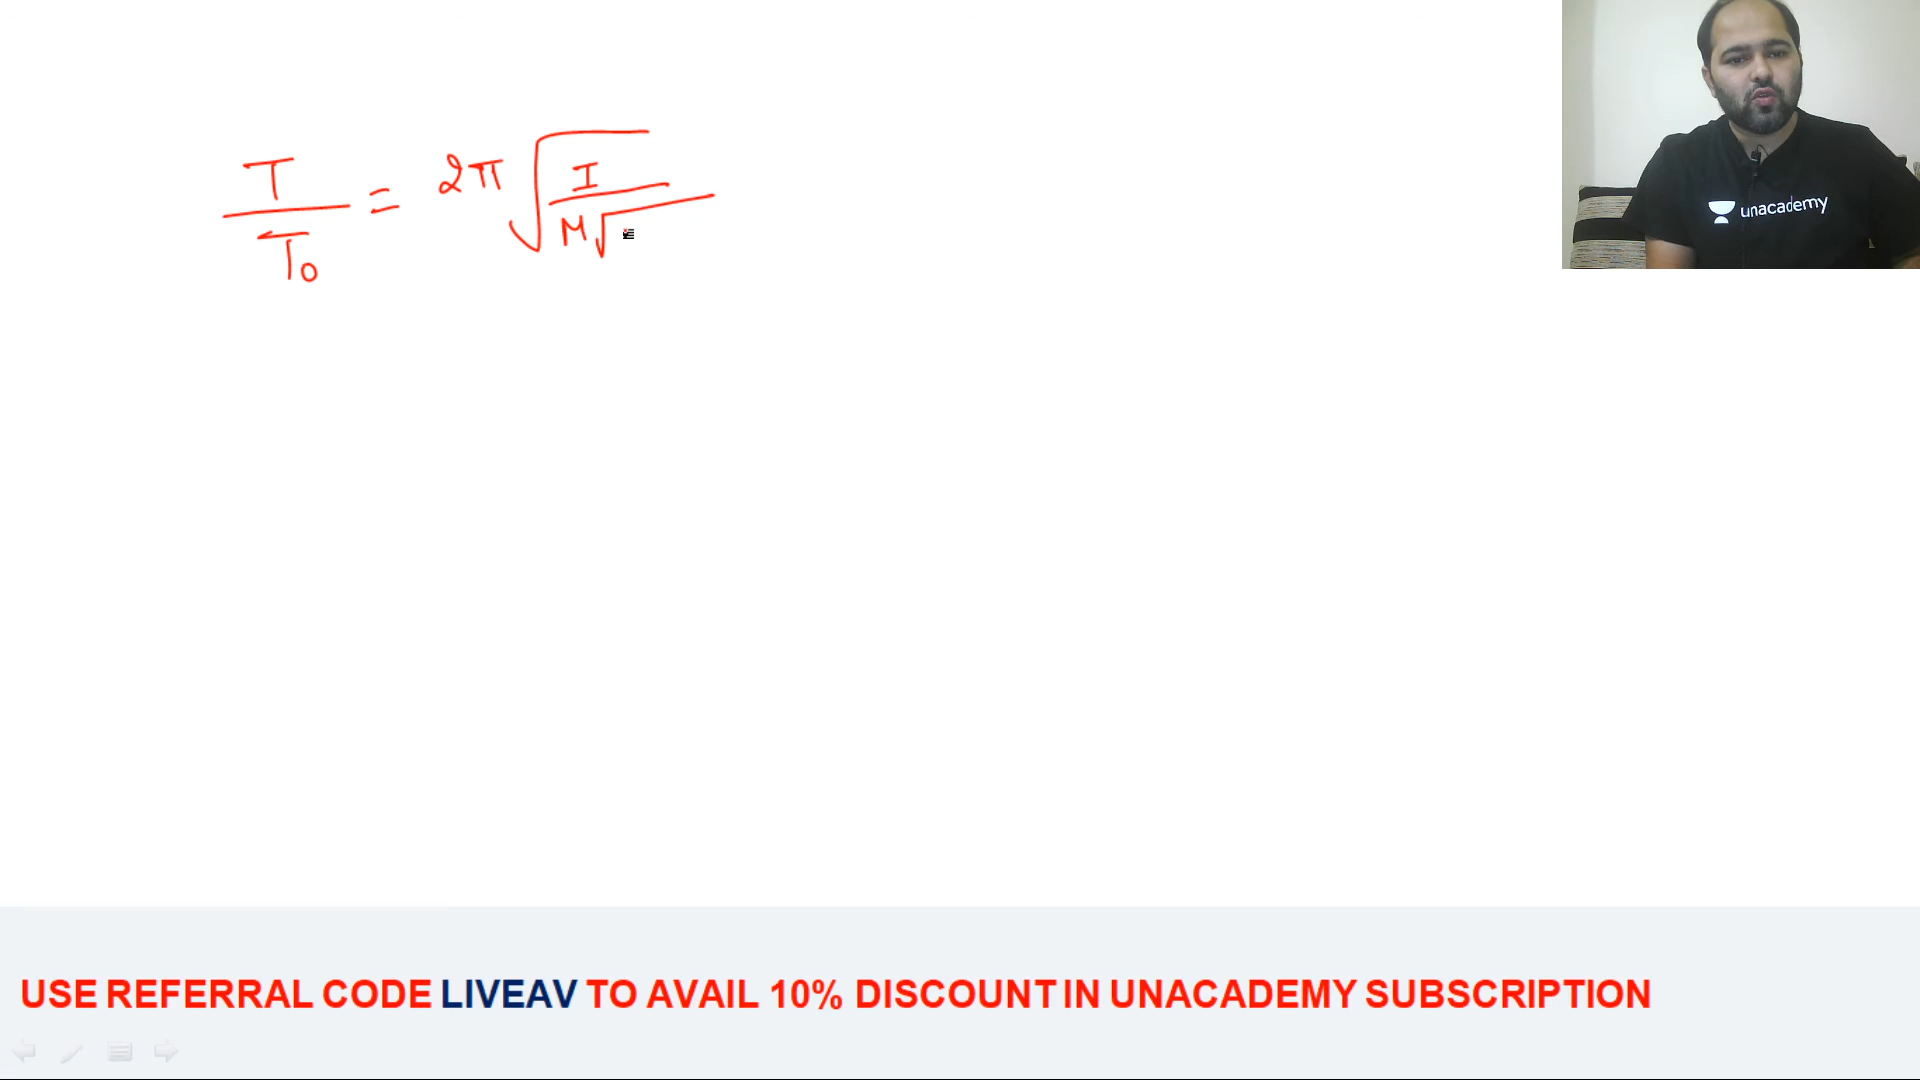 T/T₀ = 2π √(I/M√
unacademy
USE REFERRAL CODE LIVEAV TO AVAIL 10% DISCOUNT IN UNACADEMY SUBSCRIPTION